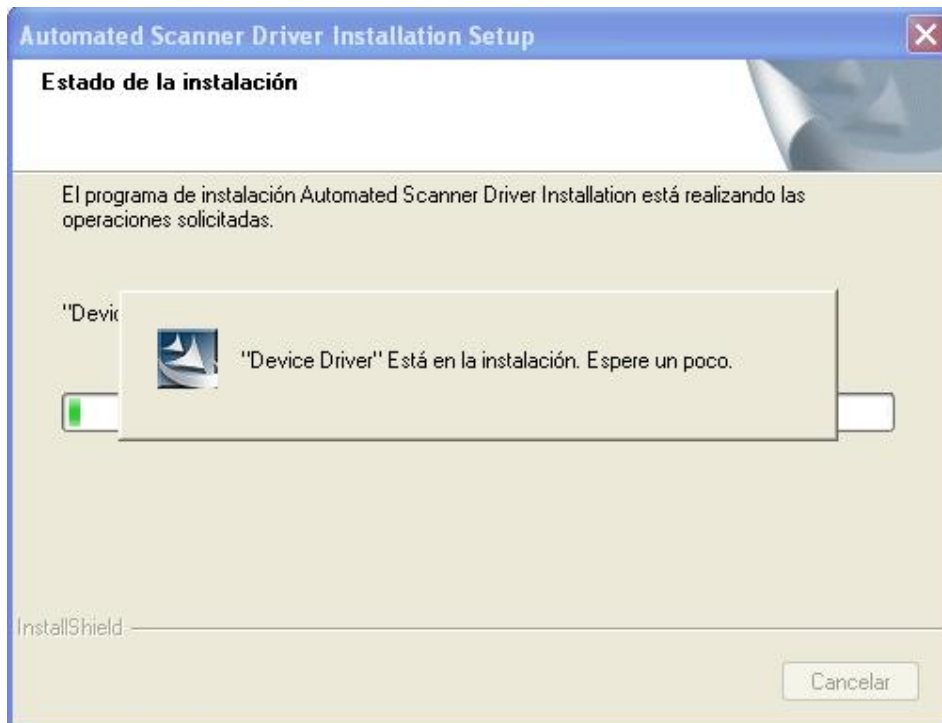 Automated Scanner Driver Installation Setup
Estado de la instalación
El programa de instalación Automated Scanner Driver Installation está realizando las
operaciones solicitadas.
"Devic
"Device Driver" Está en la instalación. Espere un poco.
InstallShield
Cancelar